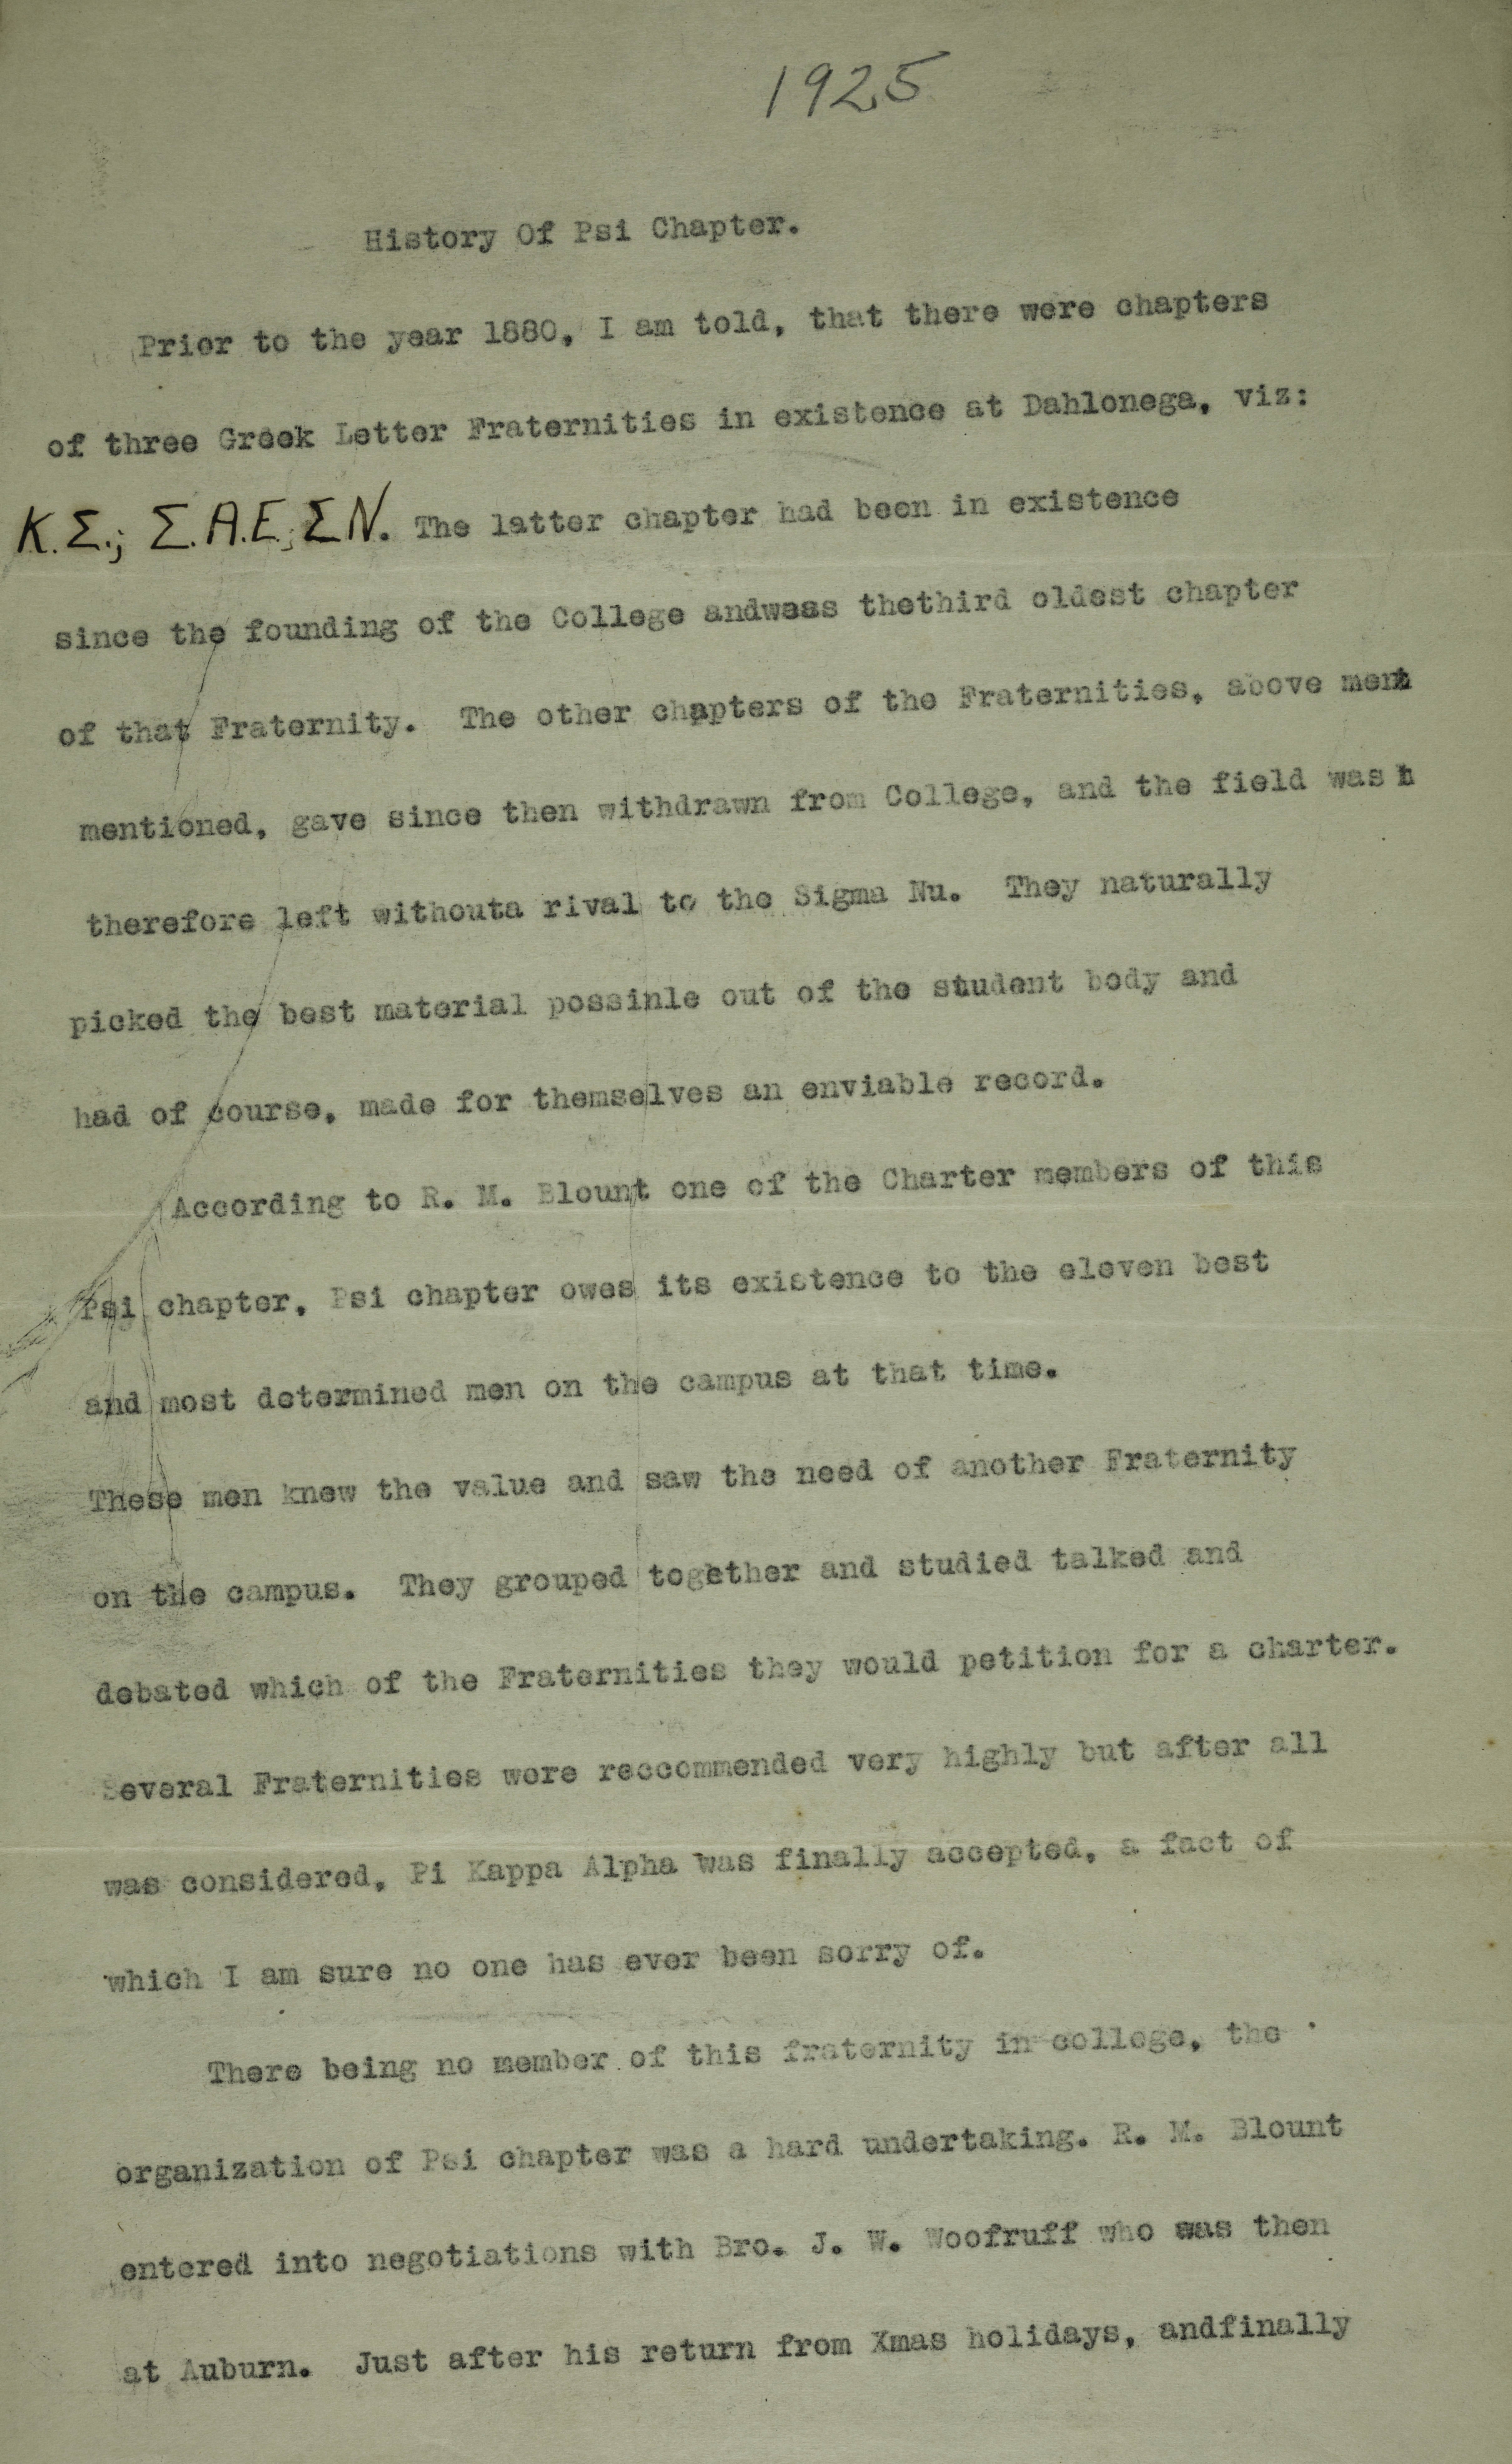 1925
History Of Psi Chapter.
Prior to the year 1880, I am told, that there were chapters
of three Greek Letter Fraternities in existence at Dahlonega, viz:
Κ.Σ.; Σ.Α.Ε; ΣΝ. The latter chapter had been in existence
since the founding of the College andwaas thethird oldest chapter
of that Fraternity. The other chapters of the Fraternities, above ment
mentioned, gave since then withdrawn from College, and the field was h
therefore left withouta rival to the Sigma Nu. They naturally
picked the best material possinle out of the student body and
had of course, made for themselves an enviable record.
According to R. M. Blount one of the Charter members of this
Psi chapter, Psi chapter owes its existence to the eleven best
and most determined men on the campus at that time.
These men knew the value and saw the need of another Fraternity
on the campus. They grouped together and studied talked and
debated which of the Fraternities they would petition for a charter.
Several Fraternities were reccommended very highly but after all
was considered, Pi Kappa Alpha was finally accepted, a fact of
which I am sure no one has ever been sorry of.
There being no member of this fraternity in college, the
organization of Psi chapter was a hard undertaking. R. M. Blount
entered into negotiations with Bro. J. W. Woofruff who was then
at Auburn. Just after his return from Xmas holidays, andfinally